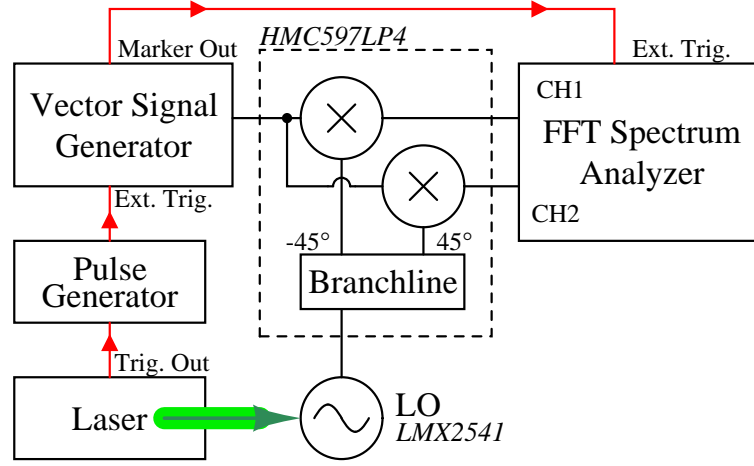 Marker Out
HMC597LP4
Ext. Trig.
Vector Signal
Generator
CH1
FFT Spectrum
Analyzer
CH2
Ext. Trig.
-45°
45°
Pulse
Generator
Branchline
Trig. Out
Laser
LO
LMX2541